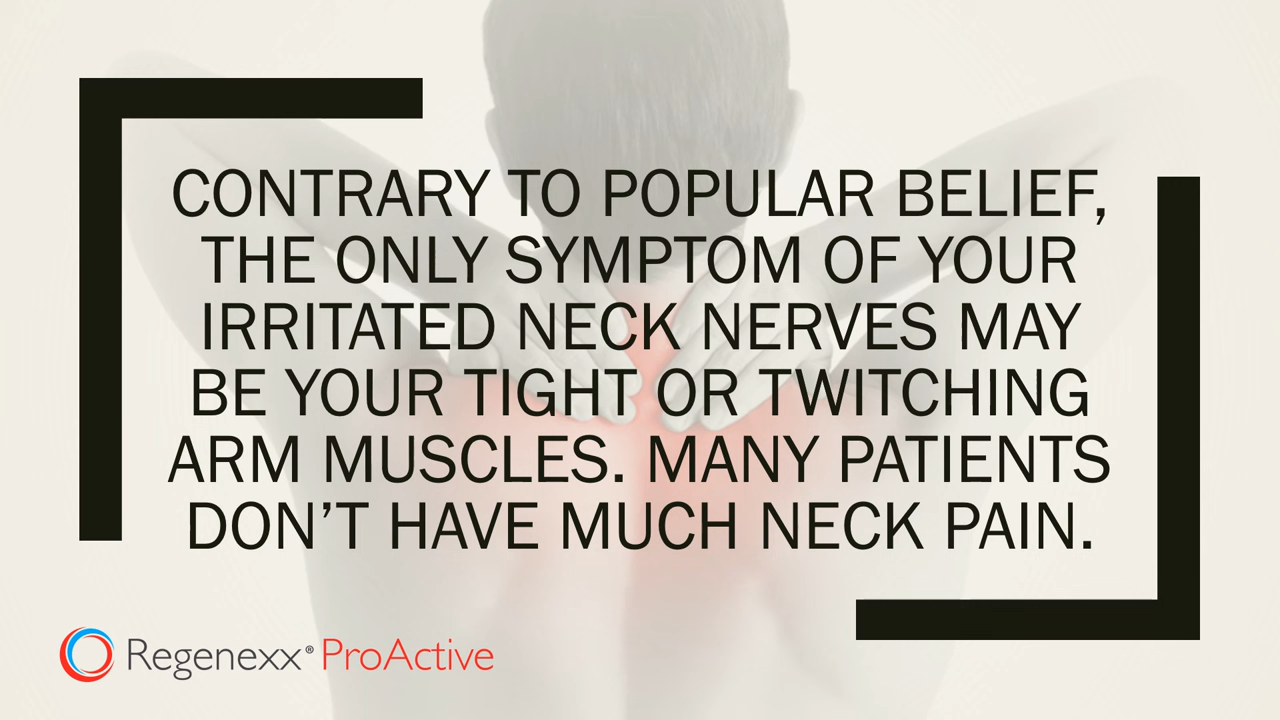 CONTRARY TO POPULAR BELIEF,
THE ONLY SYMPTOM OF YOUR
IRRITATED NECK NERVES MAY
BE YOUR TIGHT OR TWITCHING
ARM MUSCLES. MANY PATIENTS
DON’T HAVE MUCH NECK PAIN.
Regenexx® ProActive